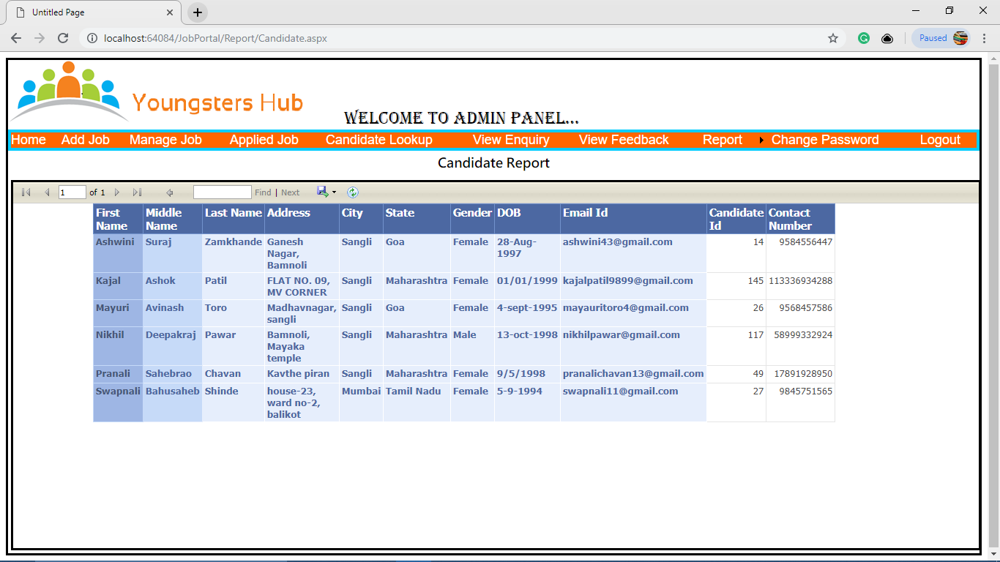 Untitled Page
localhost:64084/JobPortal/Report/Candidate.aspx
Paused
Youngsters Hub
WELCOME TO ADMIN PANEL...
Home Add Job Manage Job Applied Job Candidate Lookup View Enquiry View Feedback Report Change Password Logout
Candidate Report
1 of 1 Find | Next
First Name Middle Name Last Name Address City State Gender DOB Email Id Candidate Id Contact Number
Ashwini Suraj Zamkhande Ganesh Nagar, Bamnoli Sangli Goa Female 28-Aug-1997 ashwini43@gmail.com 14 9584556447
Kajal Ashok Patil FLAT NO. 09, MV CORNER Sangli Maharashtra Female 01/01/1999 kajalpatil9899@gmail.com 145 113336934288
Mayuri Avinash Toro Madhavnagar, sangli Sangli Goa Female 4-sept-1995 mayauritoro4@gmail.com 26 9568457586
Nikhil Deepakraj Pawar Bamnoli, Mayaka temple Sangli Maharashtra Male 13-oct-1998 nikhilpawar@gmail.com 117 58999332924
Pranali Sahebrao Chavan Kavthe piran Sangli Maharashtra Female 9/5/1998 pranalichavan13@gmail.com 49 17891928950
Swapnali Bahusaheb Shinde house-23, ward no-2, balikot Mumbai Tamil Nadu Female 5-9-1994 swapnali11@gmail.com 27 9845751565